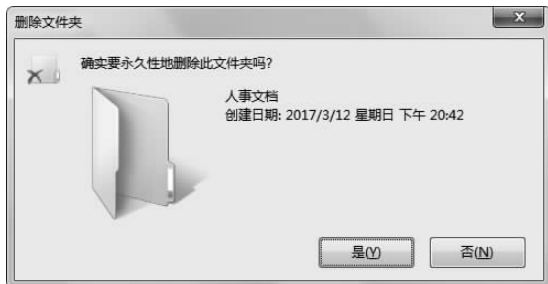 删除文件夹
确实要永久性地删除此文件夹吗?
人事文档
创建日期: 2017/3/12 星期日 下午 20:42
是(Y)
否(N)